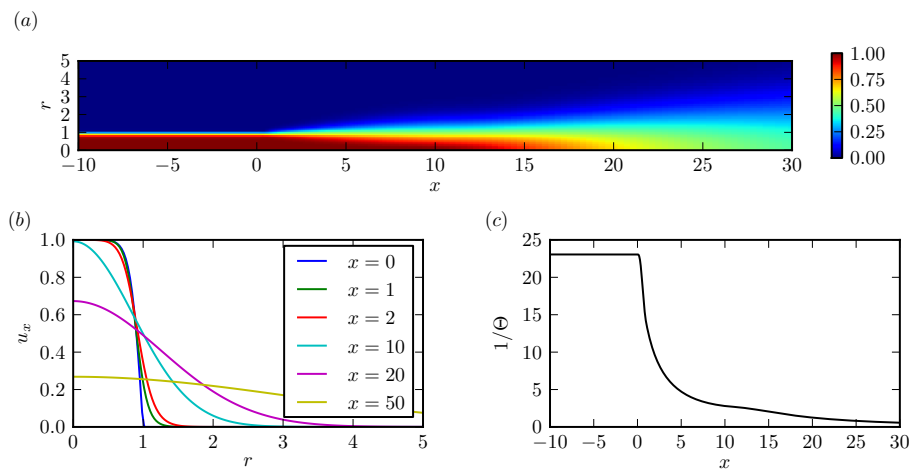 (a)
5
4
3
2
1
0
r
−10 −5 0 5 10 15 20 25 30
x
1.00
0.75
0.50
0.25
0.00
(b)
1.0
0.8
0.6
0.4
0.2
0.0
u_x
0 1 2 3 4 5
r
x = 0
x = 1
x = 2
x = 10
x = 20
x = 50
(c)
25
20
15
10
5
0
1/Θ
−10 −5 0 5 10 15 20 25 30
x